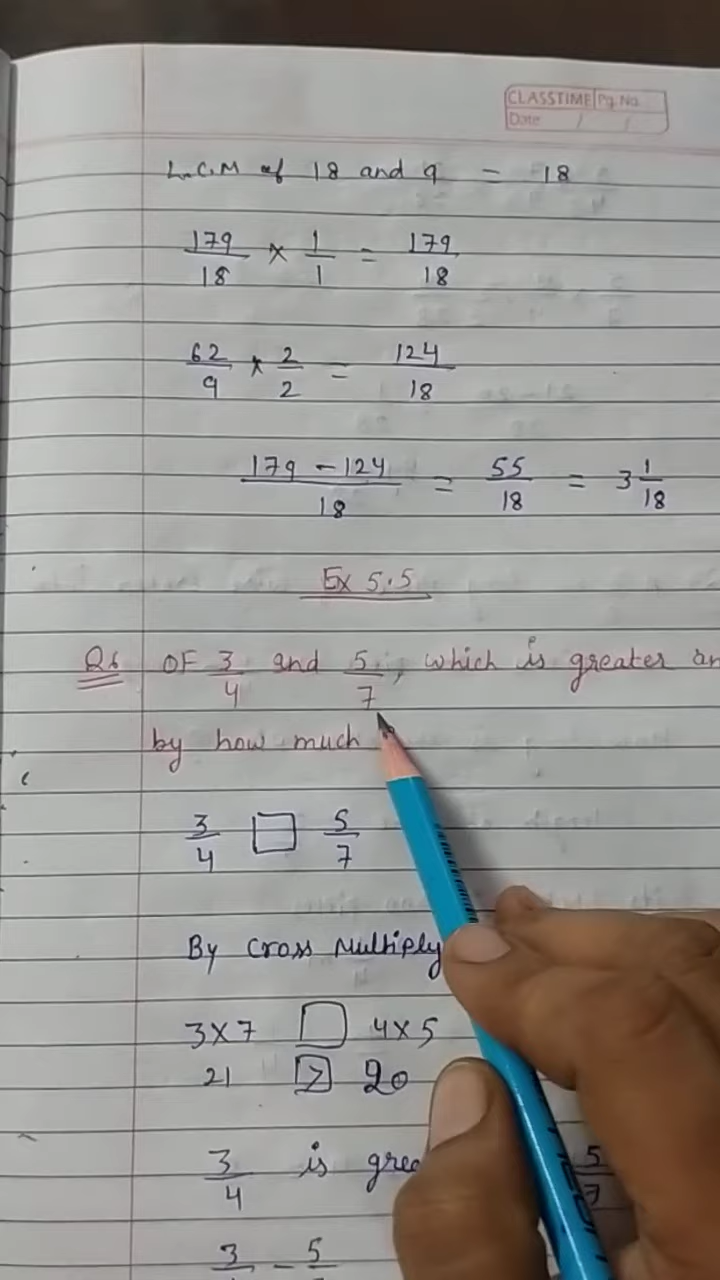 CLASSTIME Pg. No.
Date / /
L.C.M of 18 and 9 = 18
179/18 × 1/1 = 179/18
62/9 × 2/2 = 124/18
179 - 124/18 = 55/18 = 3 1/18
Ex 5.5
Q6 OF 3/4 and 5/7, which is greater an
by how much
3/4 □ 5/7
By Cross Multiply
3×7 □ 4×5
21 > 20
3/4 is grea 5/7
3 - 5